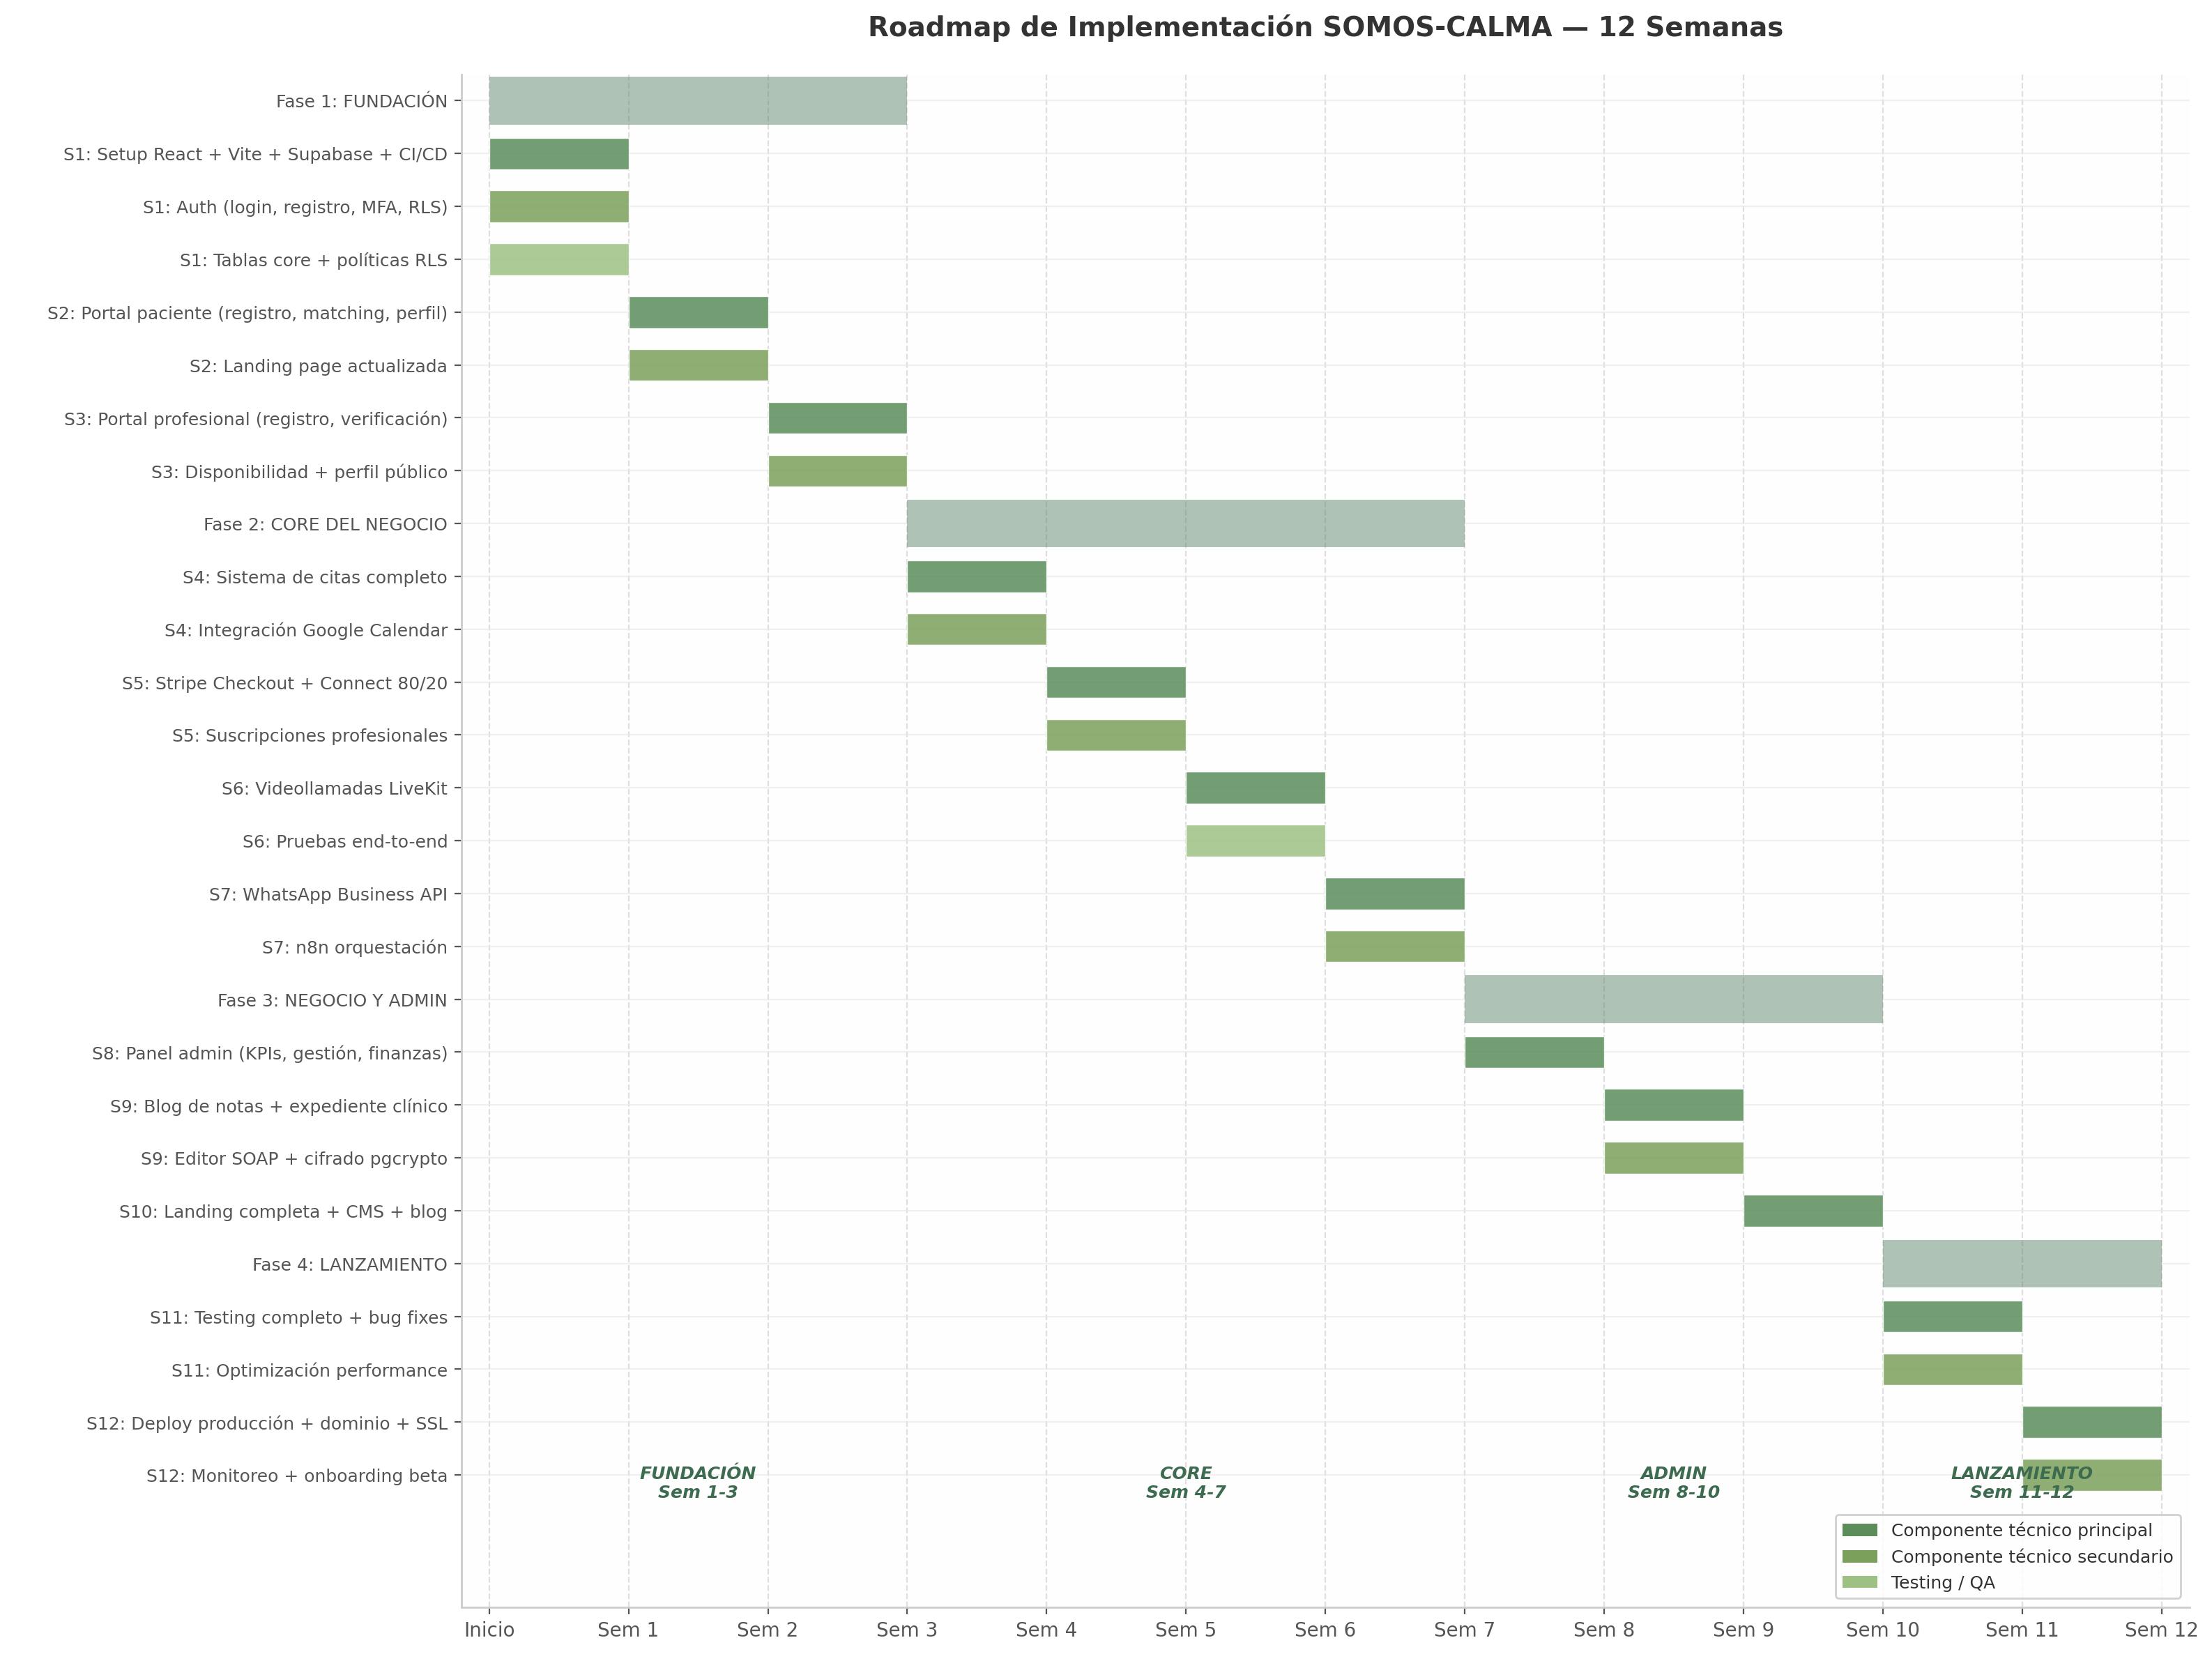 Roadmap de Implementación SOMOS-CALMA — 12 Semanas
Fase 1: FUNDACIÓN
S1: Setup React + Vite + Supabase + CI/CD
S1: Auth (login, registro, MFA, RLS)
S1: Tablas core + políticas RLS
S2: Portal paciente (registro, matching, perfil)
S2: Landing page actualizada
S3: Portal profesional (registro, verificación)
S3: Disponibilidad + perfil público
Fase 2: CORE DEL NEGOCIO
S4: Sistema de citas completo
S4: Integración Google Calendar
S5: Stripe Checkout + Connect 80/20
S5: Suscripciones profesionales
S6: Videollamadas LiveKit
S6: Pruebas end-to-end
S7: WhatsApp Business API
S7: n8n orquestación
Fase 3: NEGOCIO Y ADMIN
S8: Panel admin (KPIs, gestión, finanzas)
S9: Blog de notas + expediente clínico
S9: Editor SOAP + cifrado pgcrypto
S10: Landing completa + CMS + blog
Fase 4: LANZAMIENTO
S11: Testing completo + bug fixes
S11: Optimización performance
S12: Deploy producción + dominio + SSL
S12: Monitoreo + onboarding beta
FUNDACIÓN
Sem 1-3
CORE
Sem 4-7
ADMIN
Sem 8-10
LANZAMIENTO
Sem 11-12
Componente técnico principal
Componente técnico secundario
Testing / QA
Inicio Sem 1 Sem 2 Sem 3 Sem 4 Sem 5 Sem 6 Sem 7 Sem 8 Sem 9 Sem 10 Sem 11 Sem 12